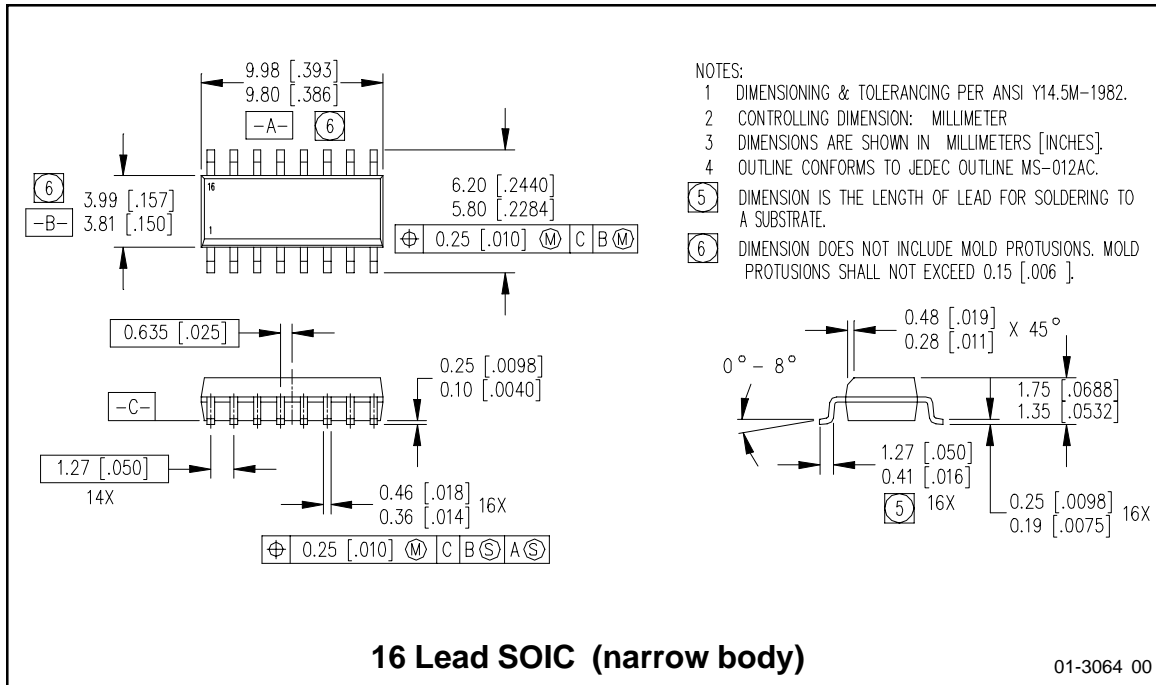 9.98 [.393]
9.80 [.386]
-A- 6
16
1
6
3.99 [.157]
-B- 3.81 [.150]
6.20 [.2440]
5.80 [.2284]
⌖ 0.25 [.010] Ⓜ C B Ⓜ
NOTES:
1 DIMENSIONING & TOLERANCING PER ANSI Y14.5M-1982.
2 CONTROLLING DIMENSION: MILLIMETER
3 DIMENSIONS ARE SHOWN IN MILLIMETERS [INCHES].
4 OUTLINE CONFORMS TO JEDEC OUTLINE MS-012AC.
5 DIMENSION IS THE LENGTH OF LEAD FOR SOLDERING TO
A SUBSTRATE.
6 DIMENSION DOES NOT INCLUDE MOLD PROTUSIONS. MOLD
PROTUSIONS SHALL NOT EXCEED 0.15 [.006 ].
0.635 [.025]
0.25 [.0098]
0.10 [.0040]
-C-
1.27 [.050]
14X
0.46 [.018]
0.36 [.014] 16X
⌖ 0.25 [.010] Ⓜ C B Ⓢ A Ⓢ
0.48 [.019]
0.28 [.011] X 45°
0° - 8°
1.75 [.0688]
1.35 [.0532]
1.27 [.050]
0.41 [.016]
5 16X
0.25 [.0098]
0.19 [.0075] 16X
16 Lead SOIC (narrow body)
01-3064 00